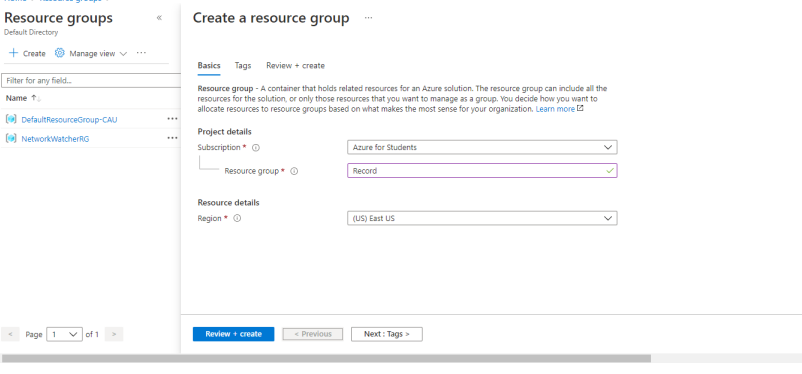 Resource groups «
Default Directory
+ Create Manage view ···
Filter for any field...
Name ↑↓
DefaultResourceGroup-CAU ···
NetworkWatcherRG ···
< Page 1 of 1 >
Create a resource group ···
Basics Tags Review + create
Resource group - A container that holds related resources for an Azure solution. The resource group can include all the
resources for the solution, or only those resources that you want to manage as a group. You decide how you want to
allocate resources to resource groups based on what makes the most sense for your organization. Learn more
Project details
Subscription * Azure for Students
Resource group * Record
Resource details
Region * (US) East US
Review + create < Previous Next : Tags >